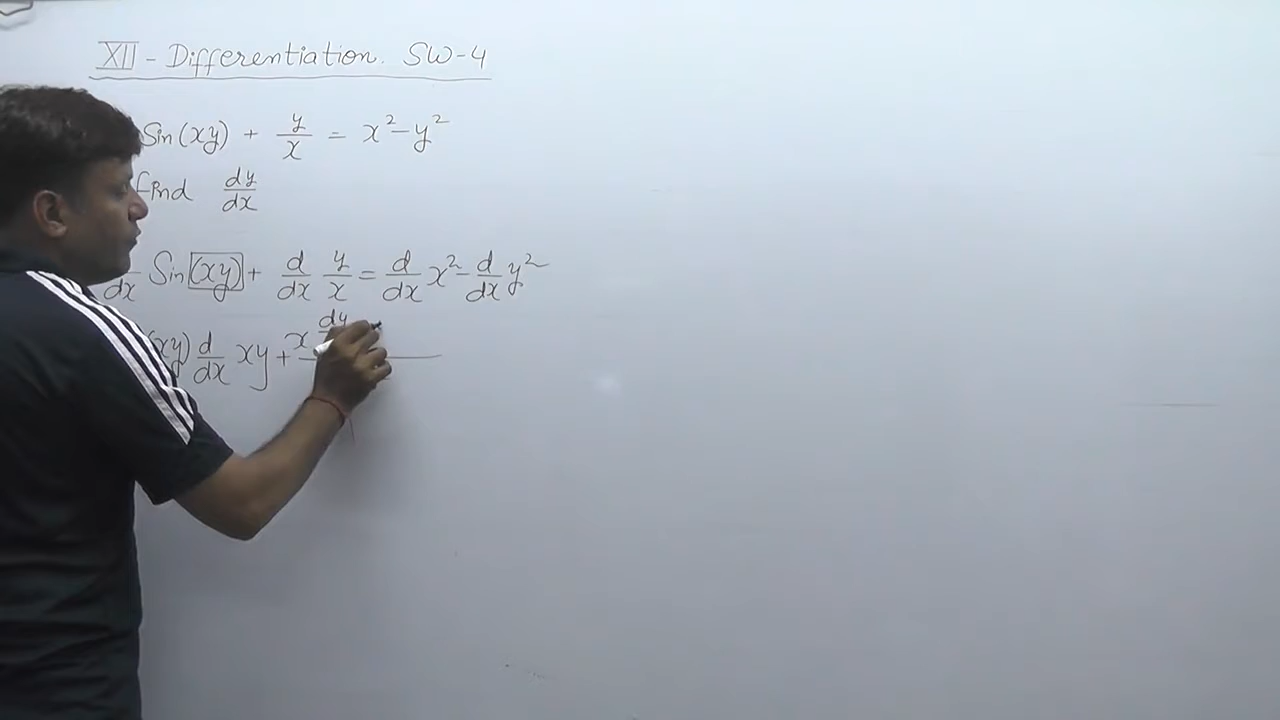 XII - Differentiation. SW-4
Sin(xy) + y/x = x² - y²
find dy/dx
dx Sin (xy) + d/dx y/x = d/dx x² - d/dx y²
(xy) d/dx xy + x dy